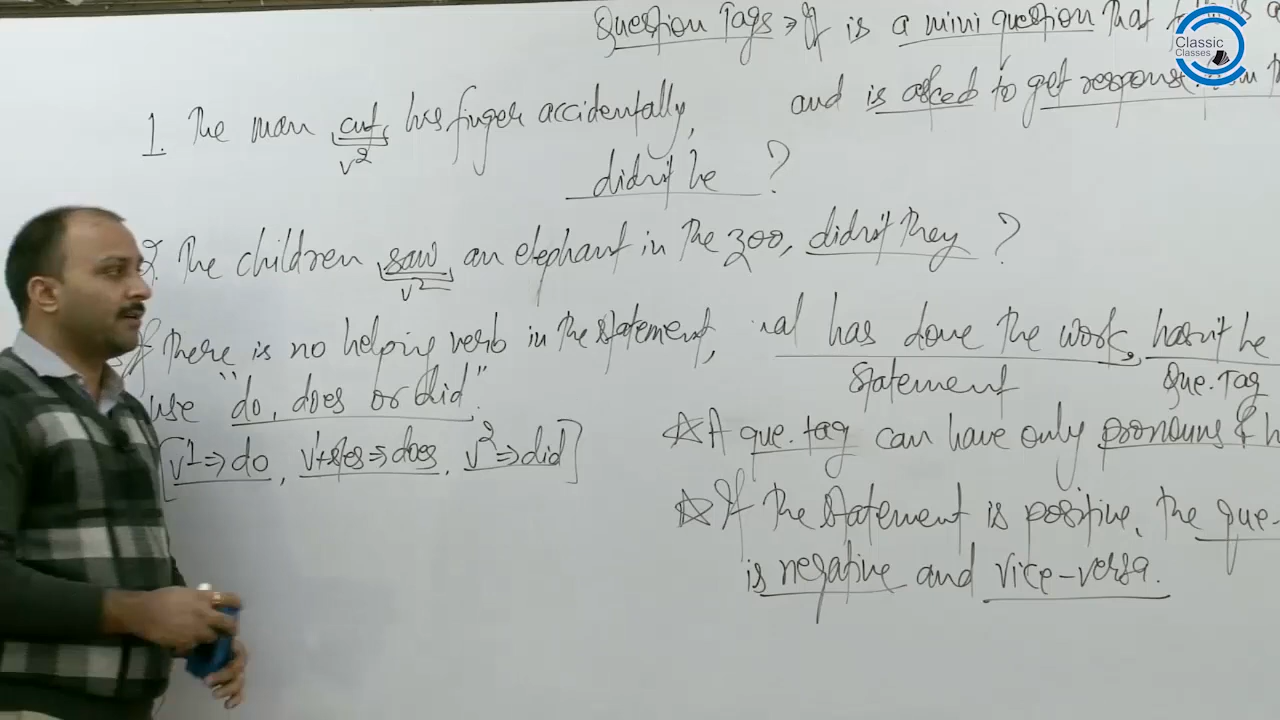 Question Tags → It is a mini question that
and is asked to get response
Classic
Classes
1. The man cut his finger accidentally,
v²
didn't he ?
2. The children saw an elephant in the zoo, didn't they ?
v²
If there is no helping verb in the statement,
use "do, does or did".
[v¹ ⇒ do, v¹+s/es ⇒ does, v² ⇒ did]
has done the work, hasn't he
Statement Que. Tag
☆ A que. tag can have only pronouns &
☆ If the statement is positive, the que-
is negative and vice-versa.